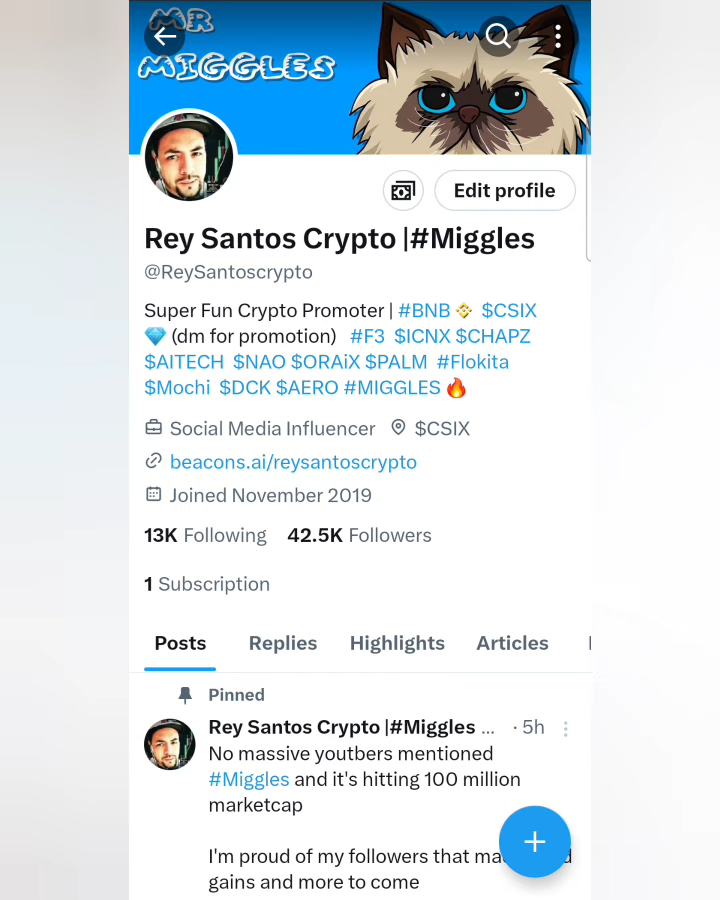 MR
MIGGLES
Edit profile
Rey Santos Crypto |#Miggles
@ReySantoscrypto
Super Fun Crypto Promoter | #BNB $CSIX
(dm for promotion) #F3 $ICNX $CHAPZ
$AITECH $NAO $ORAiX $PALM #Flokita
$Mochi $DCK $AERO #MIGGLES 🔥
Social Media Influencer $CSIX
beacons.ai/reysantoscrypto
Joined November 2019
13K Following 42.5K Followers
1 Subscription
Posts Replies Highlights Articles
Pinned
Rey Santos Crypto |#Miggles ... · 5h
No massive youtbers mentioned
#Miggles and it's hitting 100 million
marketcap
I'm proud of my followers that
gains and more to come